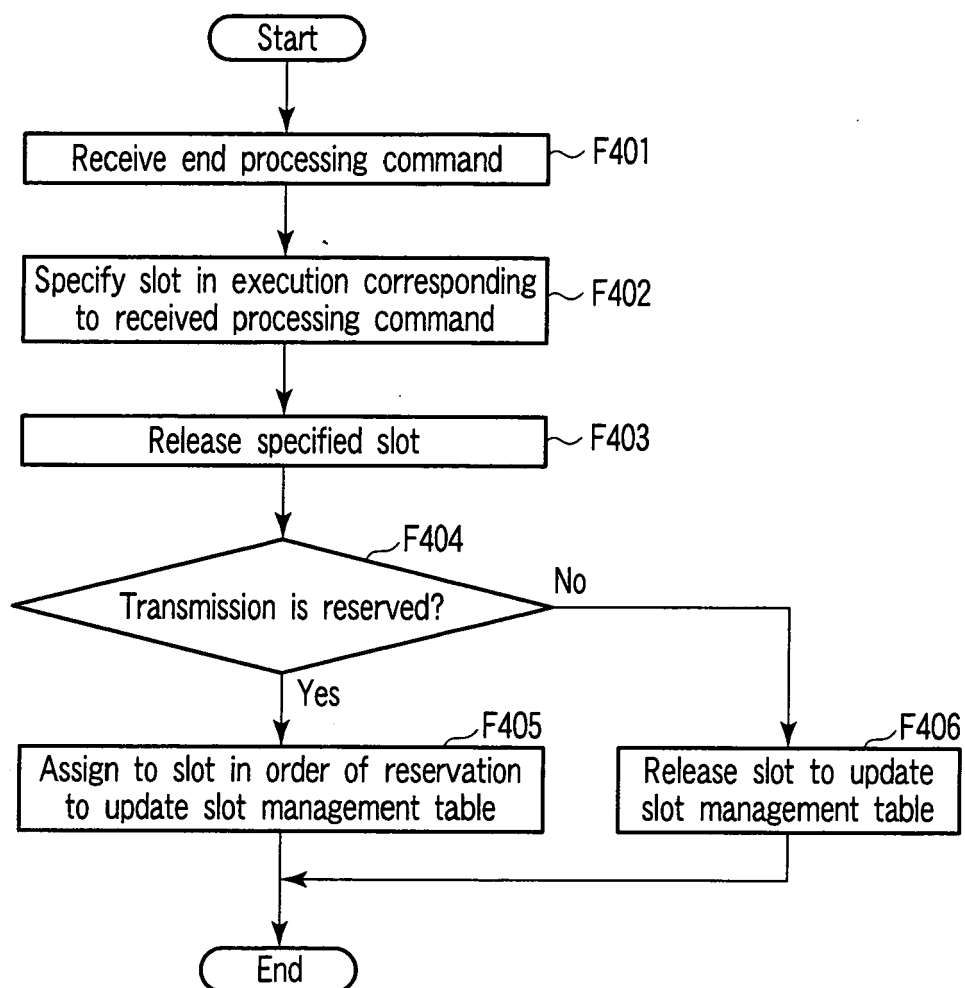 Start
Receive end processing command
F401
Specify slot in execution corresponding
to received processing command
F402
Release specified slot
F403
F404
Transmission is reserved?
No
Yes
F405
Assign to slot in order of reservation
to update slot management table
F406
Release slot to update
slot management table
End